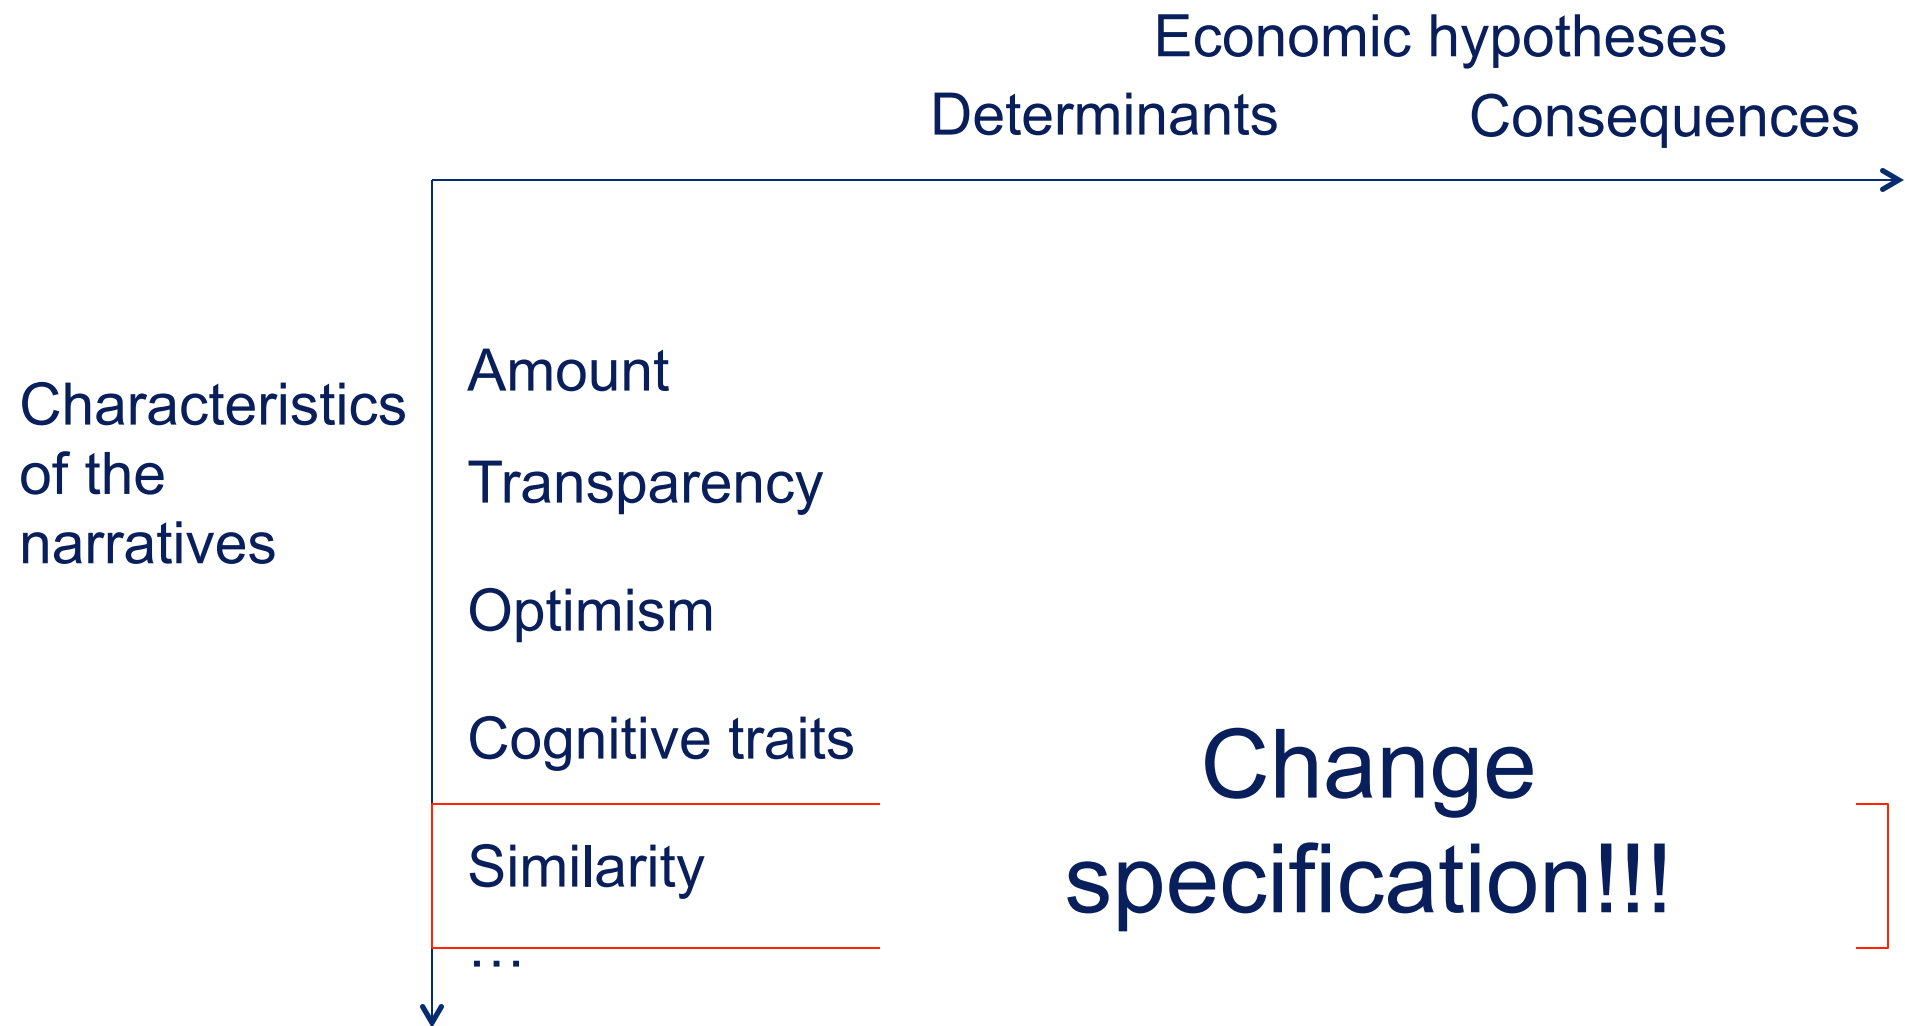 Economic hypotheses
Determinants
Consequences
Characteristics
of the
narratives
Amount
Transparency
Optimism
Cognitive traits
Similarity
…
Change
specification!!!